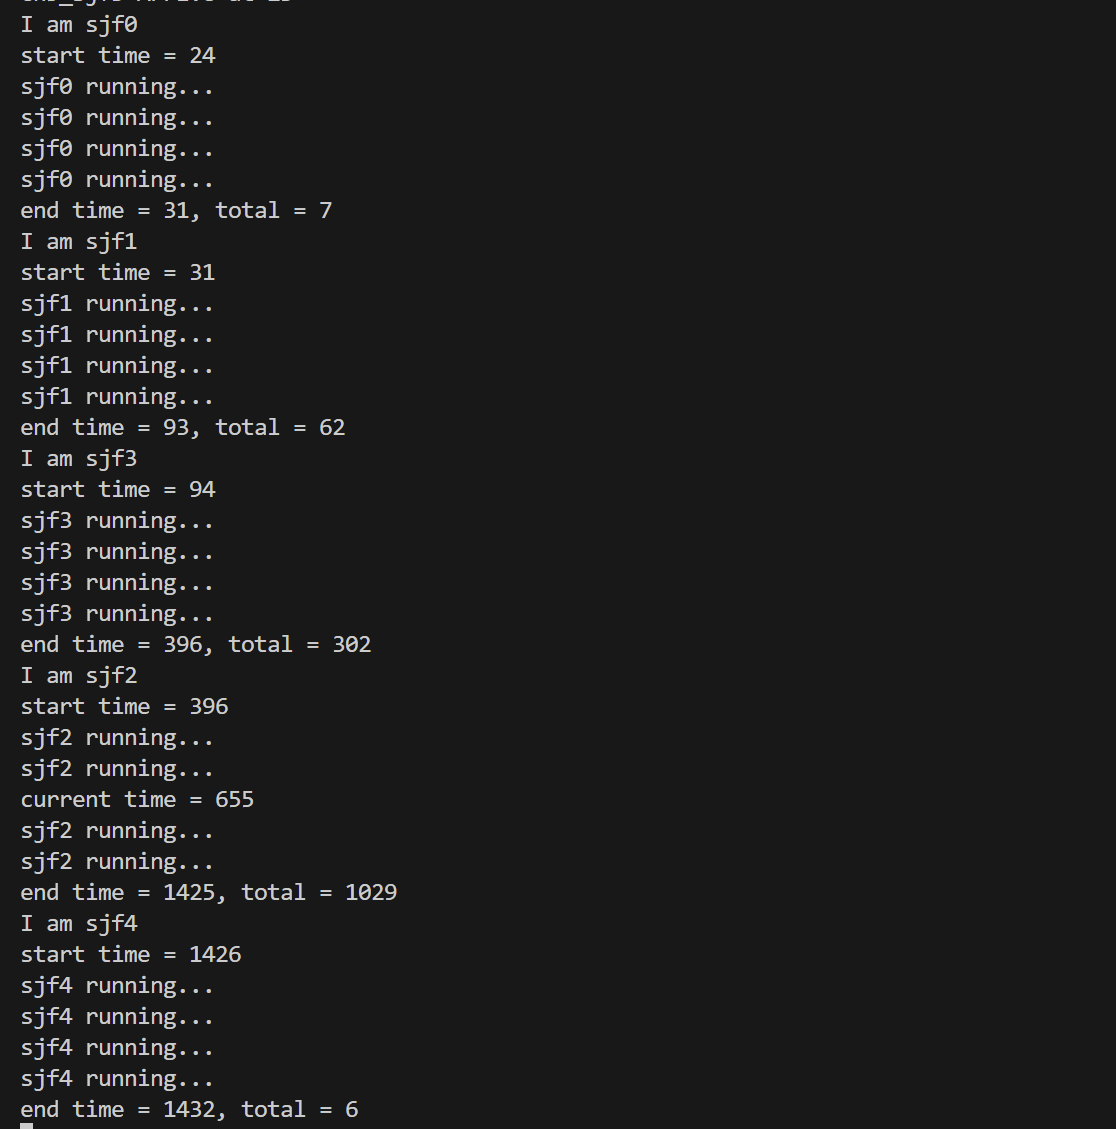 I am sjf0
start time = 24
sjf0 running...
sjf0 running...
sjf0 running...
sjf0 running...
end time = 31, total = 7
I am sjf1
start time = 31
sjf1 running...
sjf1 running...
sjf1 running...
sjf1 running...
end time = 93, total = 62
I am sjf3
start time = 94
sjf3 running...
sjf3 running...
sjf3 running...
sjf3 running...
end time = 396, total = 302
I am sjf2
start time = 396
sjf2 running...
sjf2 running...
current time = 655
sjf2 running...
sjf2 running...
end time = 1425, total = 1029
I am sjf4
start time = 1426
sjf4 running...
sjf4 running...
sjf4 running...
sjf4 running...
end time = 1432, total = 6